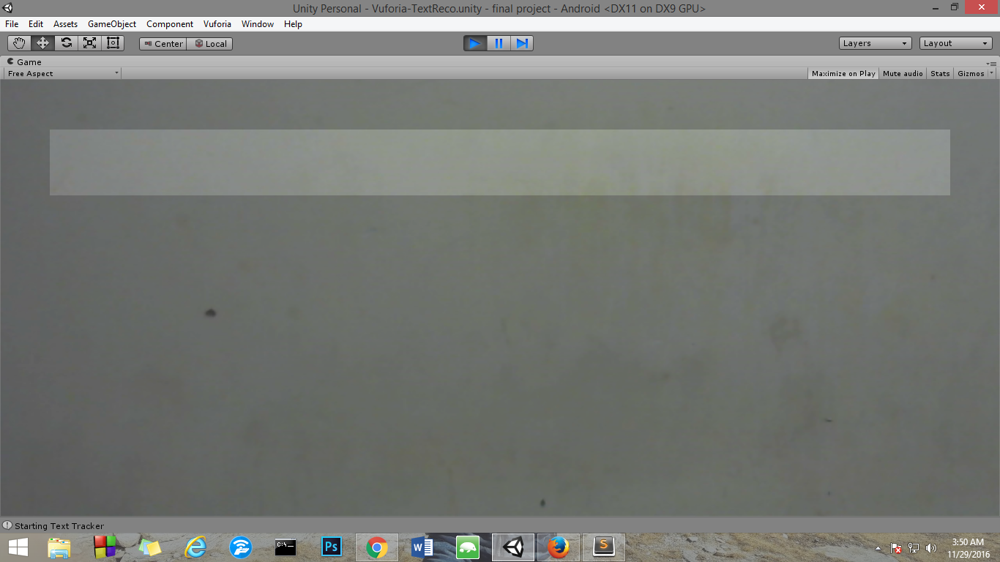 Unity Personal - Vuforia-TextReco.unity - final project - Android <DX11 on DX9 GPU>
File Edit Assets GameObject Component Vuforia Window Help
Center Local Layers Layout
Game
Free Aspect Maximize on Play Mute audio Stats Gizmos
Starting Text Tracker
C:\_
Ps
W
S
3:50 AM
11/29/2016